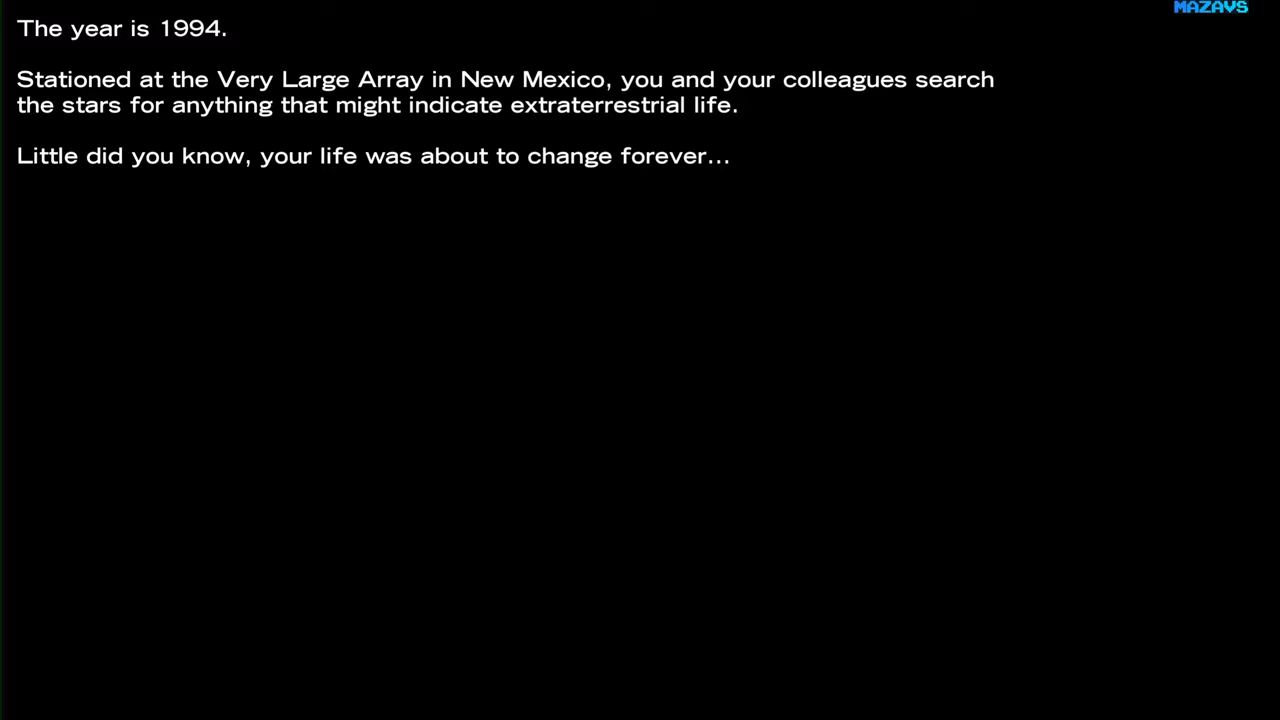 MAZAVS
The year is 1994.
Stationed at the Very Large Array in New Mexico, you and your colleagues search
the stars for anything that might indicate extraterrestrial life.
Little did you know, your life was about to change forever...